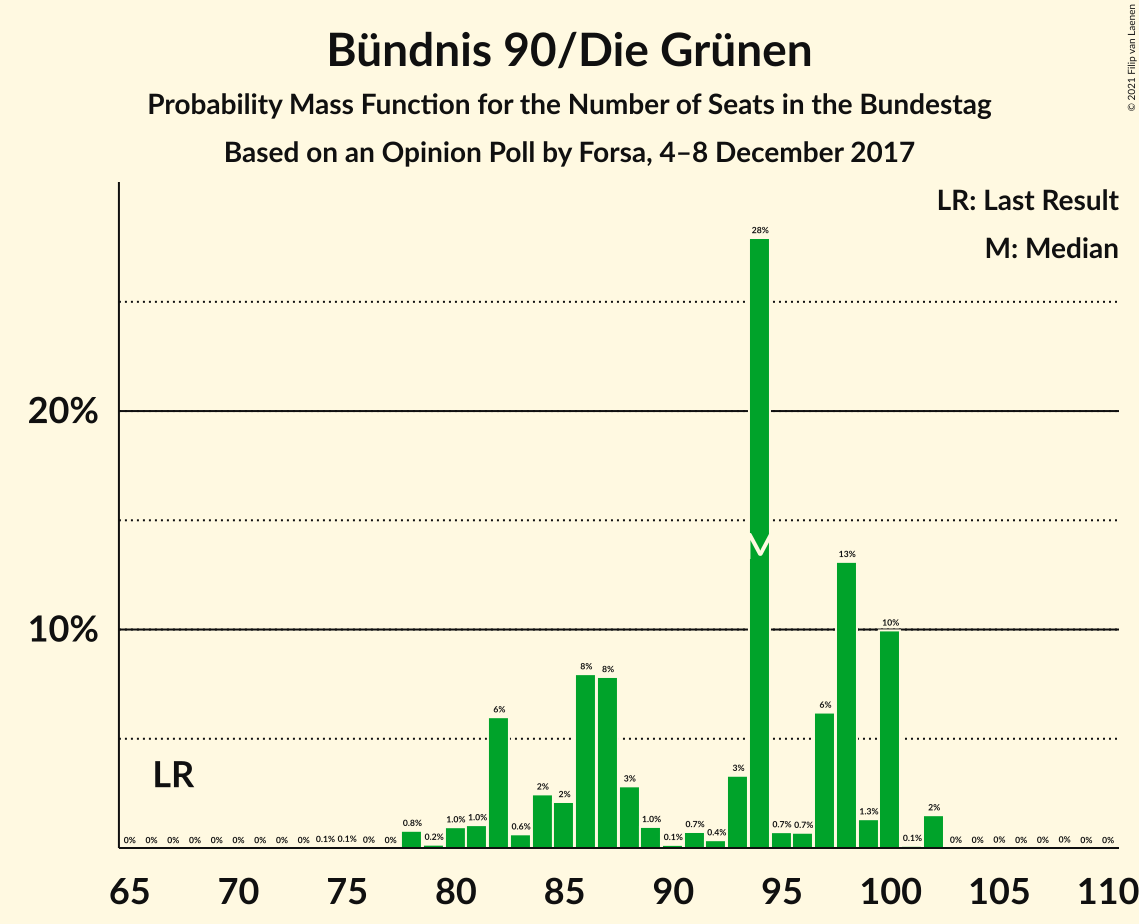 Bündnis 90/Die Grünen
Probability Mass Function for the Number of Seats in the Bundestag
Based on an Opinion Poll by Forsa, 4–8 December 2017
© 2021 Filip van Laenen
LR: Last Result
M: Median
20%
10%
LR
M
0% 0% 0% 0% 0% 0% 0% 0% 0% 0.1% 0.1% 0% 0% 0.8% 0.2% 1.0% 1.0% 6% 0.6% 2% 2% 8% 8% 3% 1.0% 0.1% 0.7% 0.4% 3% 28% 0.7% 0.7% 6% 13% 1.3% 10% 0.1% 2% 0% 0% 0% 0% 0% 0% 0% 0%
65 70 75 80 85 90 95 100 105 110